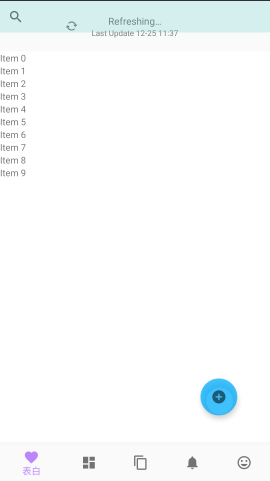 Refreshing...
Last Update 12-25 11:37
Item 0
Item 1
Item 2
Item 3
Item 4
Item 5
Item 6
Item 7
Item 8
Item 9
表白